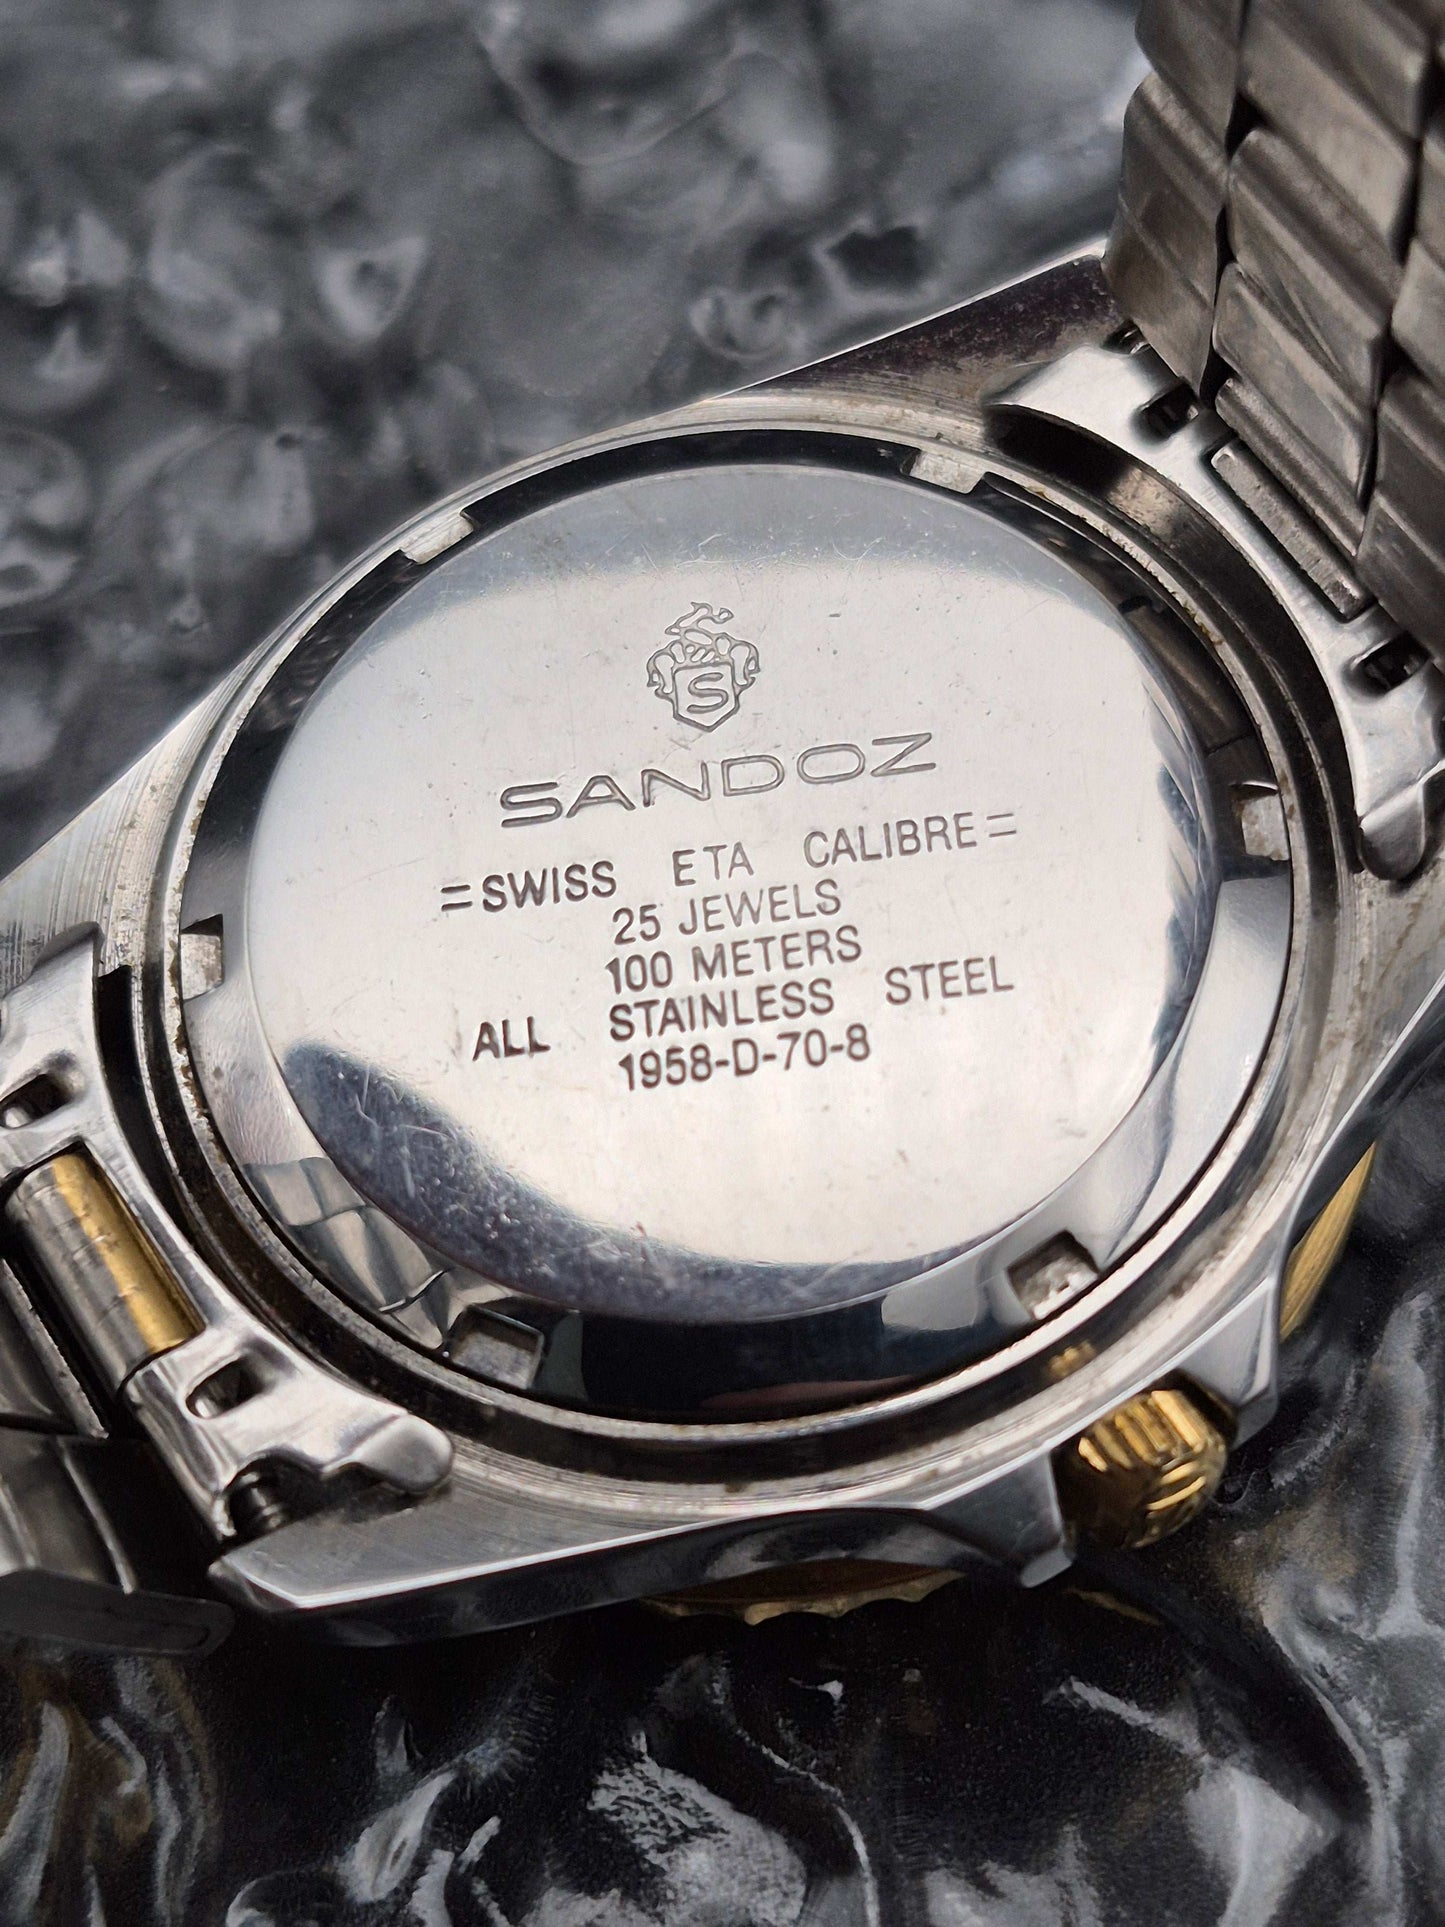 S
SANDOZ
=SWISS ETA CALIBRE=
25 JEWELS
100 METERS
ALL STAINLESS STEEL
1958-D-70-8